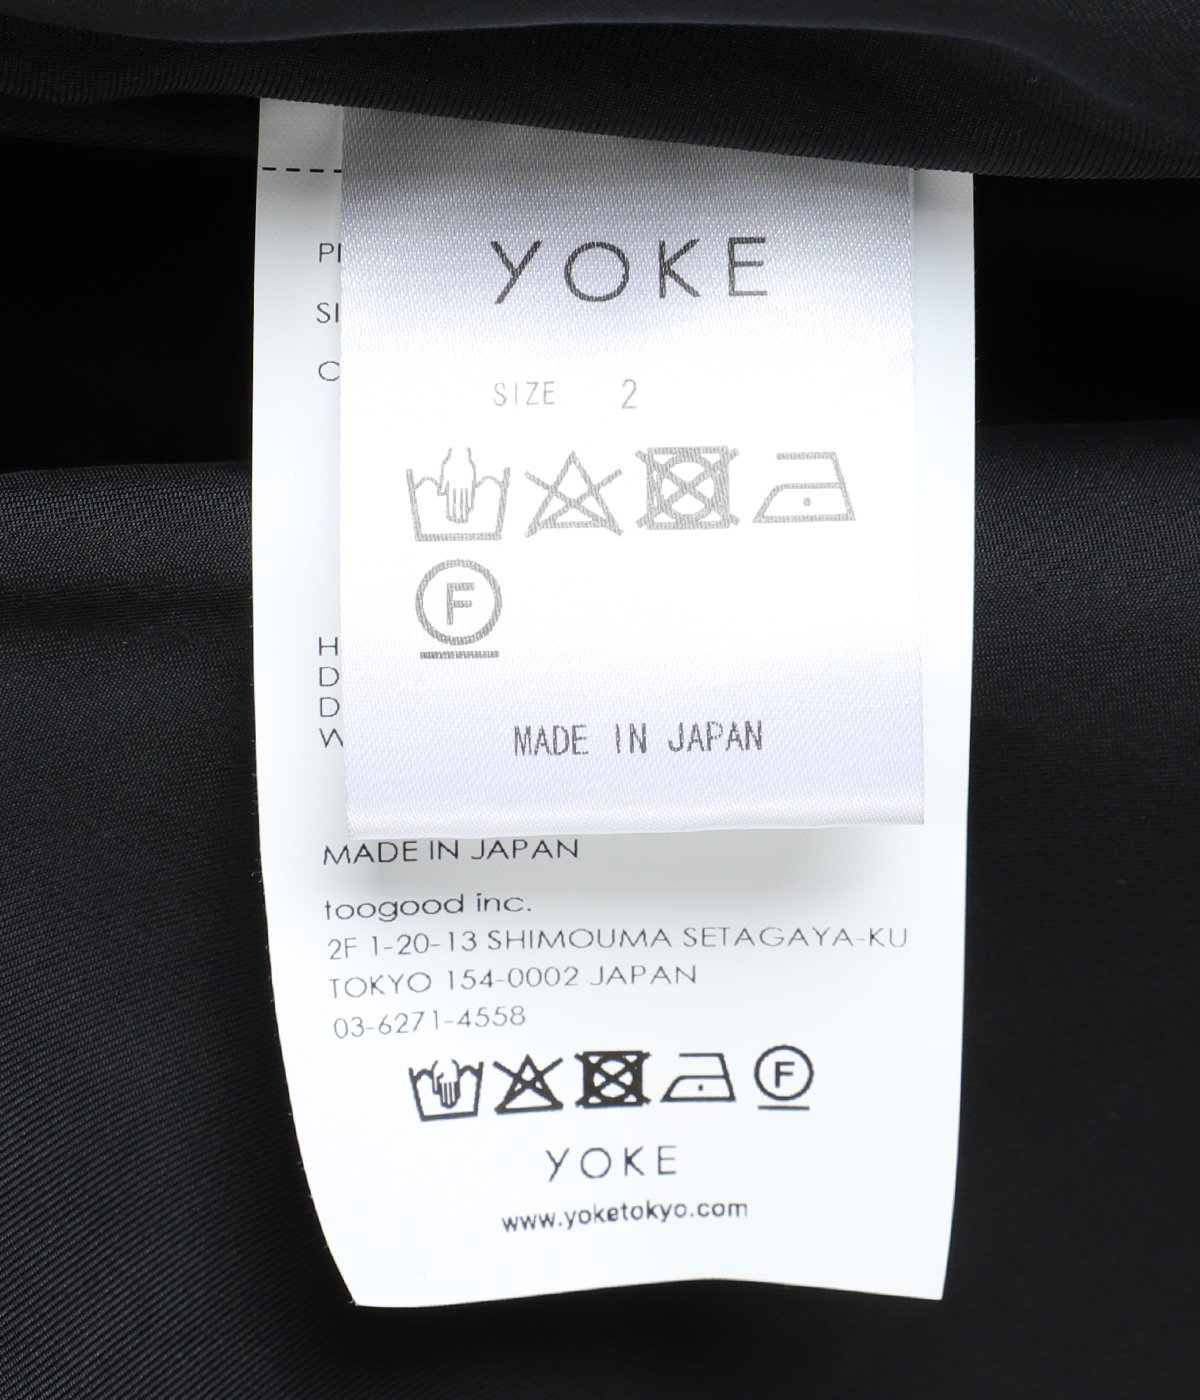 YOKE
SIZE 2
F
MADE IN JAPAN
MADE IN JAPAN
toogood inc.
2F 1-20-13 SHIMOUMA SETAGAYA-KU
TOKYO 154-0002 JAPAN
03-6271-4558
F
YOKE
www.yoketokyo.com